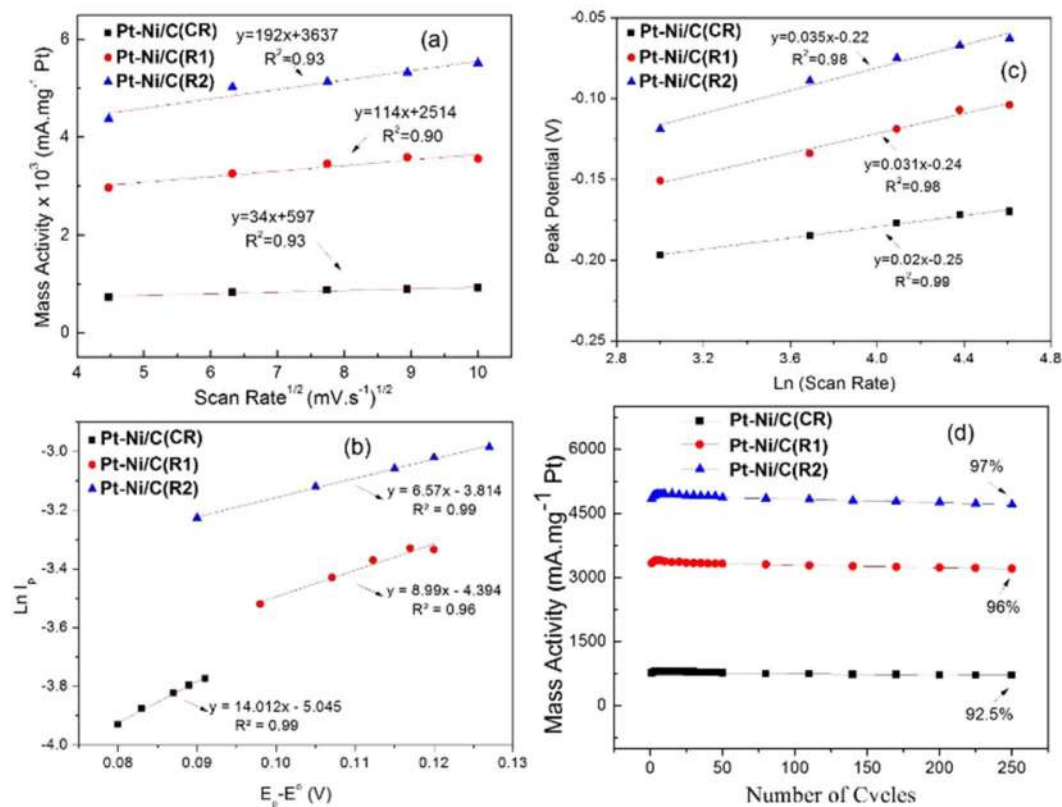 Pt-Ni/C(CR)
Pt-Ni/C(R1)
Pt-Ni/C(R2)
y=192x+3637
R²=0.93
(a)
y=114x+2514
R²=0.90
y=34x+597
R²=0.93
6
4
2
0
4
5
6
7
8
9
10
Mass Activity x 10³ (mA.mg⁻ Pt)
Scan Rate^1/2 (mV.s⁻¹)^1/2
Pt-Ni/C(CR)
Pt-Ni/C(R1)
Pt-Ni/C(R2)
y=0.035x-0.22
R²=0.98
(c)
y=0.031x-0.24
R²=0.98
y=0.02x-0.25
R²=0.99
-0.05
-0.10
-0.15
-0.20
-0.25
2.8
3.2
3.6
4.0
4.4
4.8
Peak Potential (V)
Ln (Scan Rate)
Pt-Ni/C(CR)
Pt-Ni/C(R1)
Pt-Ni/C(R2)
(b)
y = 6.57x - 3.814
R² = 0.99
y = 8.99x - 4.394
R² = 0.96
y = 14.012x - 5.045
R² = 0.99
-3.0
-3.2
-3.4
-3.6
-3.8
-4.0
0.08
0.09
0.10
0.11
0.12
0.13
Ln Iₚ
Eₚ-E° (V)
Pt-Ni/C(CR)
Pt-Ni/C(R1)
Pt-Ni/C(R2)
(d)
97%
96%
92.5%
6000
4500
3000
1500
0
0
50
100
150
200
250
Mass Activity (mA.mg⁻¹ Pt)
Number of Cycles